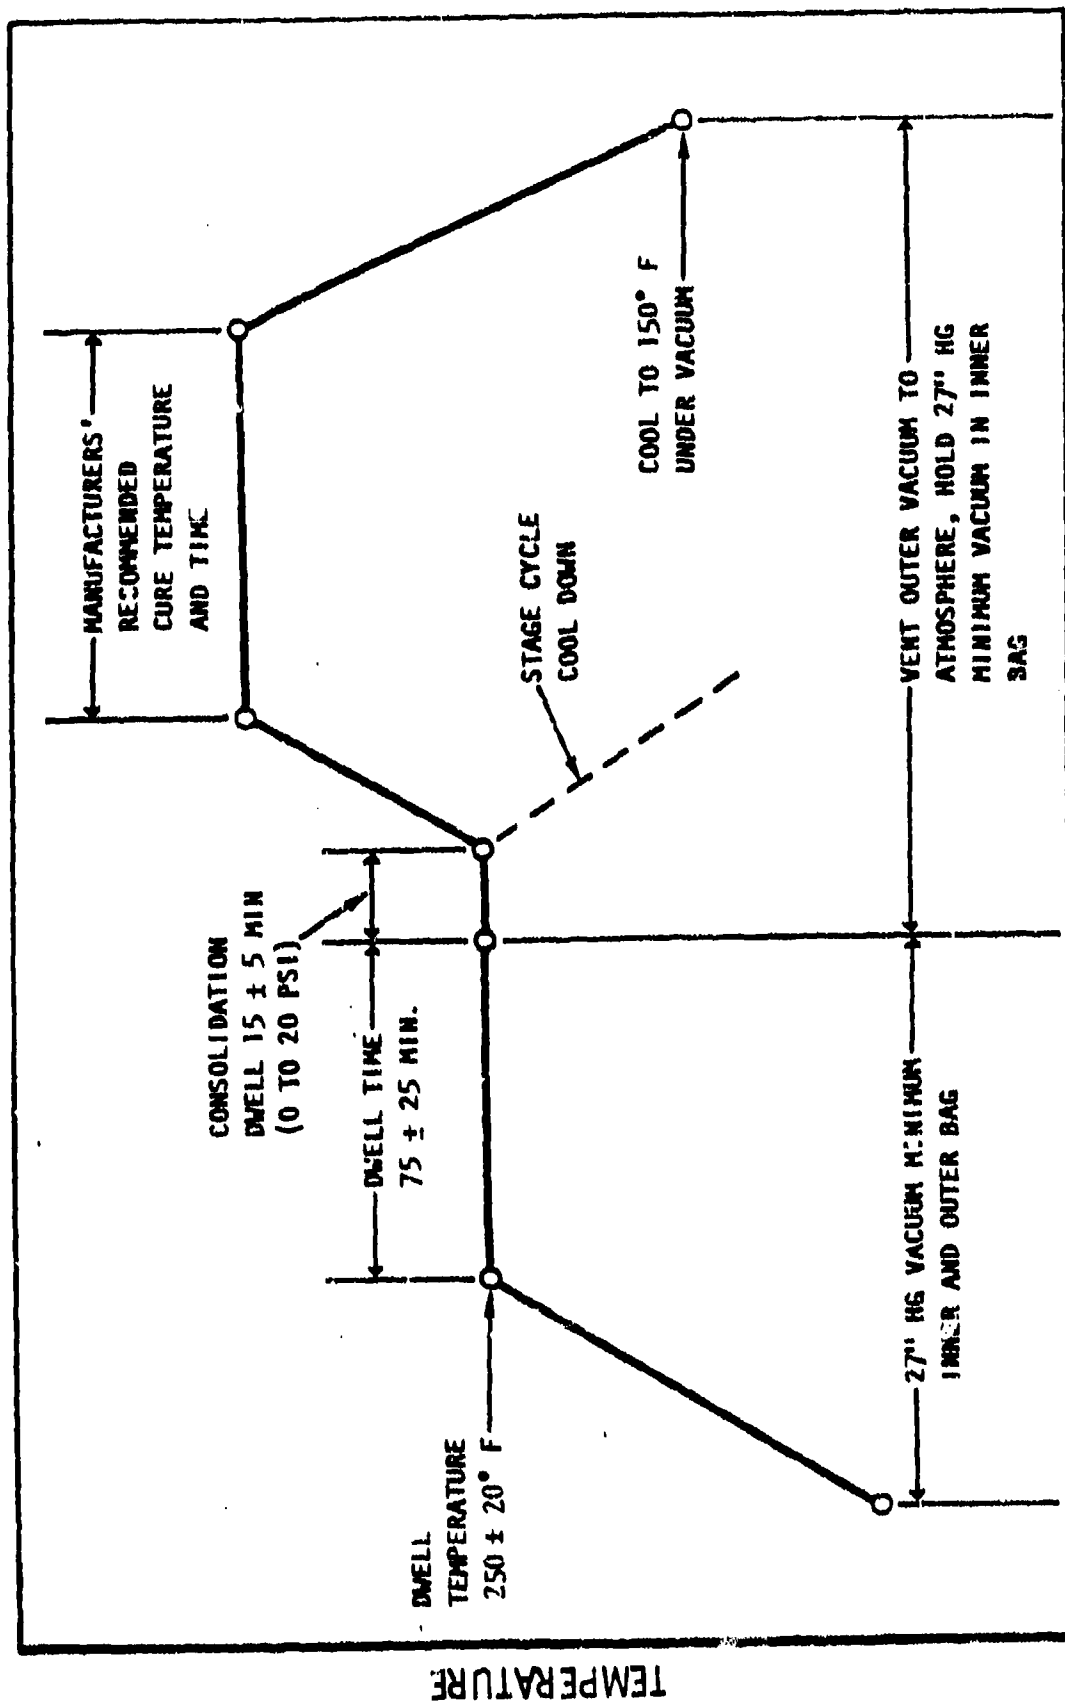 TEMPERATURE
MANUFACTURERS'
RECOMMENDED
CURE TEMPERATURE
AND TIME
CONSOLIDATION
DWELL 15 ± 5 MIN
(0 TO 20 PSI)
DWELL TIME
75 ± 25 MIN.
DWELL
TEMPERATURE
250 ± 20° F
STAGE CYCLE
COOL DOWN
COOL TO 150° F
UNDER VACUUM
27" HG VACUUM MINIMUM
INNER AND OUTER BAG
VENT OUTER VACUUM TO
ATMOSPHERE, HOLD 27" HG
MINIMUM VACUUM IN INNER
BAG